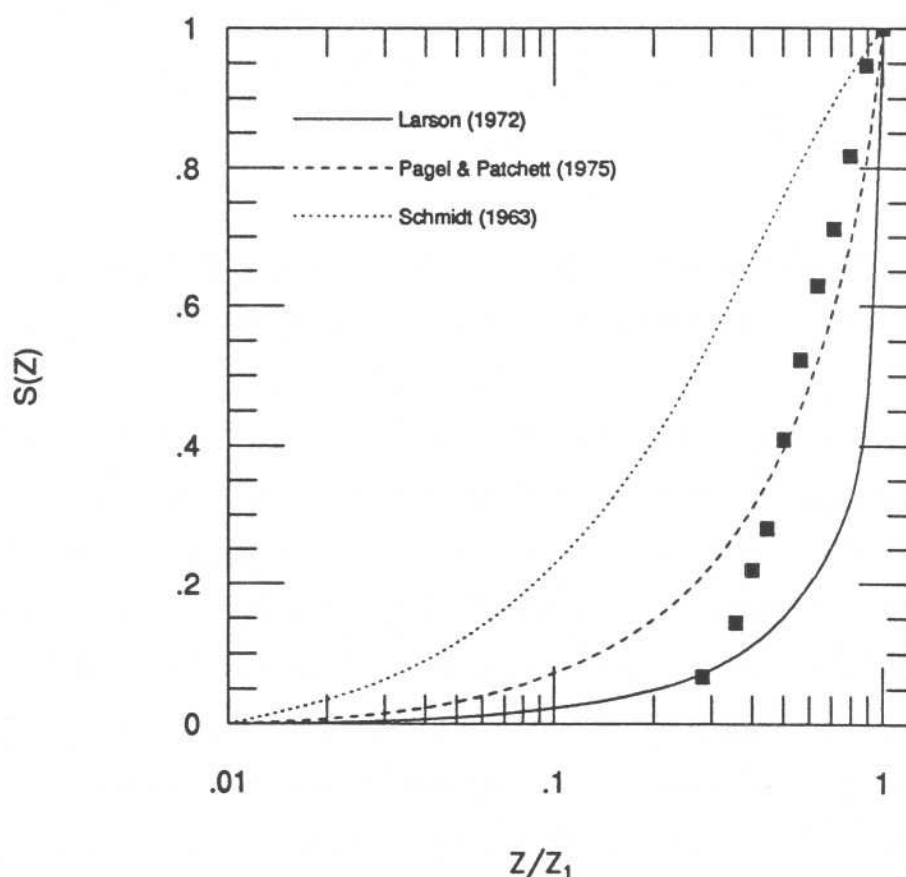 1
.8
.6
.4
.2
0
S(Z)
Larson (1972)
Pagel & Patchett (1975)
Schmidt (1963)
.01
.1
1
Z/Z₁